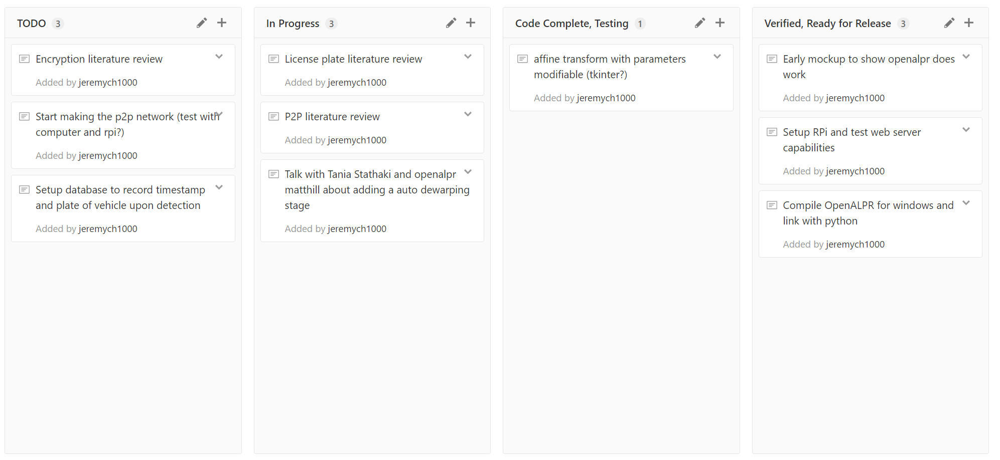 TODO 3
Encryption literature review
Added by jeremych1000
Start making the p2p network (test with
computer and rpi?)
Added by jeremych1000
Setup database to record timestamp
and plate of vehicle upon detection
Added by jeremych1000
In Progress 3
License plate literature review
Added by jeremych1000
P2P literature review
Added by jeremych1000
Talk with Tania Stathaki and openalpr
matthill about adding a auto dewarping
stage
Added by jeremych1000
Code Complete, Testing 1
affine transform with parameters
modifiable (tkinter?)
Added by jeremych1000
Verified, Ready for Release 3
Early mockup to show openalpr does
work
Added by jeremych1000
Setup RPi and test web server
capabilities
Added by jeremych1000
Compile OpenALPR for windows and
link with python
Added by jeremych1000